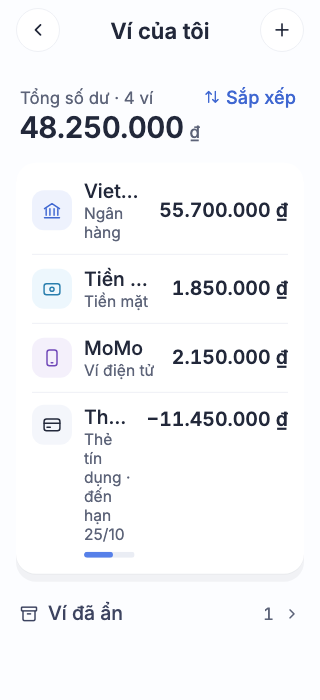 Ví của tôi
Tổng số dư · 4 ví
Sắp xếp
48.250.000 ₫
Viet...
Ngân
hàng
55.700.000 ₫
Tiền ...
Tiền mặt
1.850.000 ₫
MoMo
Ví điện tử
2.150.000 ₫
Th...
−11.450.000 ₫
Thẻ
tín
dụng ·
đến
hạn
25/10
Ví đã ẩn
1